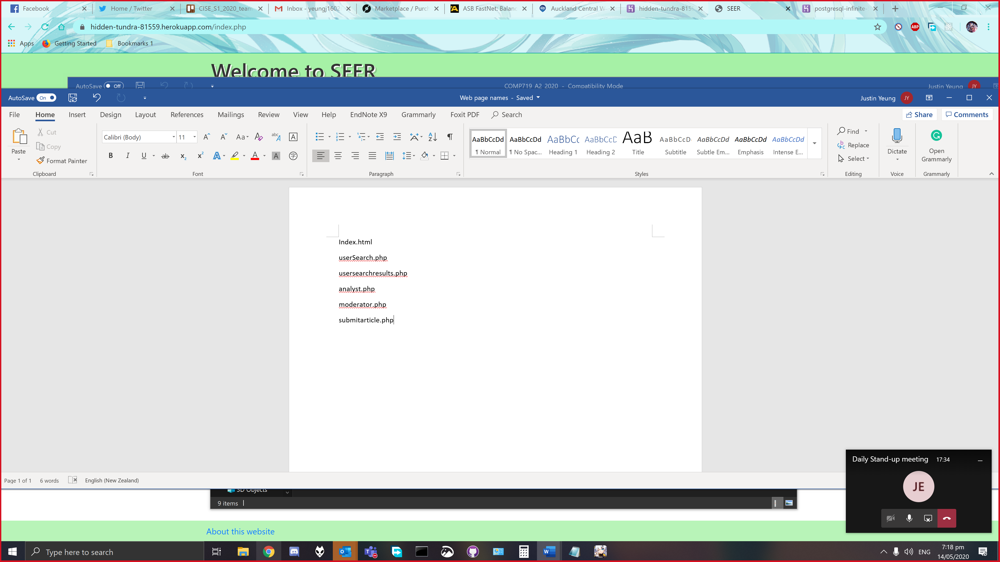 Facebook
Home / Twitter
CISE_S1_2020_team
Inbox - yeungj1602
Marketplace / Purch
ASB FastNet: Balanc
Auckland Central W
hidden-tundra-8155
SEER
postgresql-infinite-
hidden-tundra-81559.herokuapp.com/index.php
ABP
Apps
Getting Started
Bookmarks 1
Welcome to SEER
AutoSave Off
COMP719_A2_2020 - Compatibility Mode
Justin Yeung JY
AutoSave On
Web page names - Saved
Justin Yeung JY
File Home Insert Design Layout References Mailings Review View Help EndNote X9 Grammarly Foxit PDF Search
Share Comments
Paste
Cut
Copy
Format Painter
Clipboard
Calibri (Body) 11
Font
Paragraph
AaBbCcDd AaBbCcDd AaBbCc AaBbCcD AaB AaBbCcD AaBbCcDd AaBbCcDd AaBbCcDd
¶ Normal ¶ No Spac... Heading 1 Heading 2 Title Subtitle Subtle Em... Emphasis Intense E...
Styles
Find
Replace
Select
Editing
Dictate
Voice
Open
Grammarly
Grammarly
Index.html
userSearch.php
usersearchresults.php
analyst.php
moderator.php
submitarticle.php
Daily Stand-up meeting 17:34
JE
Page 1 of 1 6 words English (New Zealand)
3D Objects
9 items
About this website
Type here to search
ENG
7:18 pm
14/05/2020